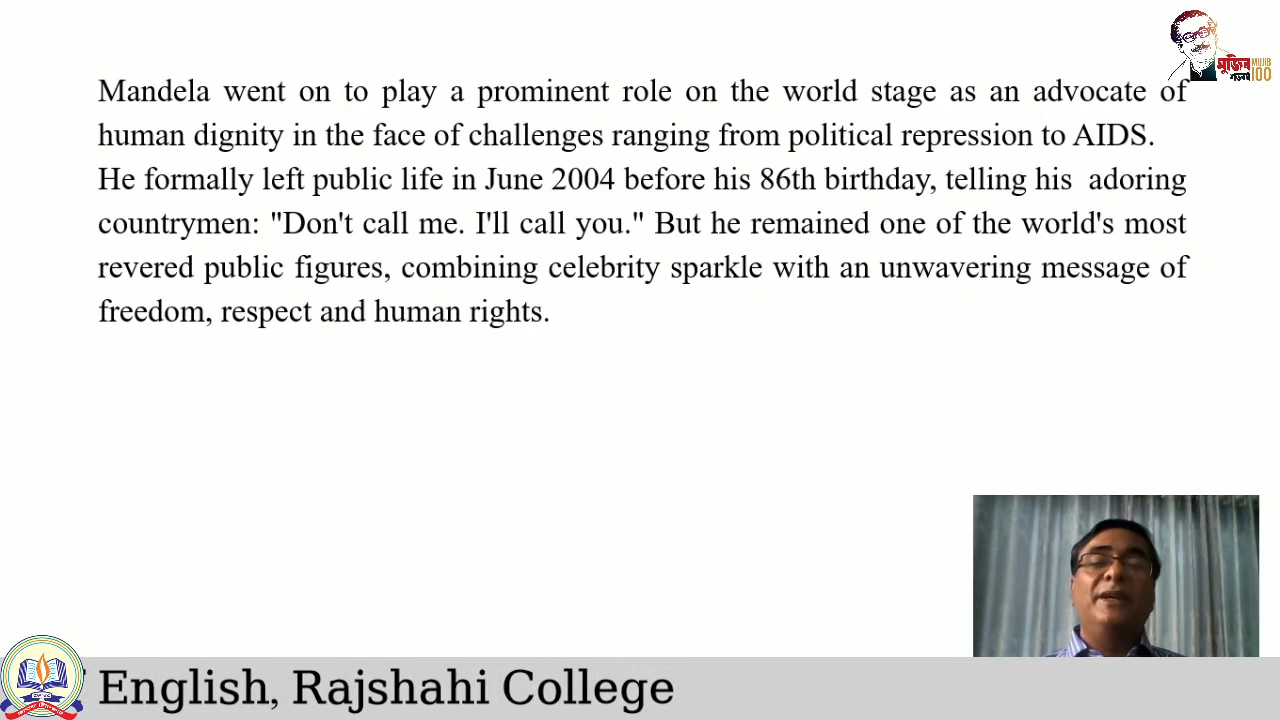 মুজিব MUJIB
শতবর্ষ 100
Mandela went on to play a prominent role on the world stage as an advocate of
human dignity in the face of challenges ranging from political repression to AIDS.
He formally left public life in June 2004 before his 86th birthday, telling his adoring
countrymen: "Don't call me. I'll call you." But he remained one of the world's most
revered public figures, combining celebrity sparkle with an unwavering message of
freedom, respect and human rights.
English, Rajshahi College